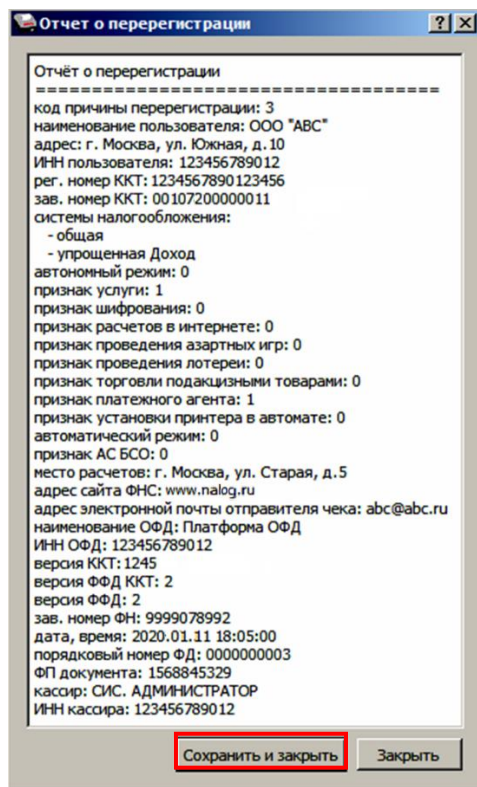 Отчет о перерегистрации
Отчёт о перерегистрации
=====================================
код причины перерегистрации: 3
наименование пользователя: ООО "АВС"
адрес: г. Москва, ул. Южная, д.10
ИНН пользователя: 123456789012
рег. номер ККТ: 1234567890123456
зав. номер ККТ: 00107200000011
системы налогообложения:
- общая
- упрощенная Доход
автономный режим: 0
признак услуги: 1
признак шифрования: 0
признак расчетов в интернете: 0
признак проведения азартных игр: 0
признак проведения лотереи: 0
признак торговли подакцизными товарами: 0
признак платежного агента: 1
признак установки принтера в автомате: 0
автоматический режим: 0
признак АС БСО: 0
место расчетов: г. Москва, ул. Старая, д.5
адрес сайта ФНС: www.nalog.ru
адрес электронной почты отправителя чека: abc@abc.ru
наименование ОФД: Платформа ОФД
ИНН ОФД: 123456789012
версия ККТ: 1245
версия ФФД ККТ: 2
версия ФФД: 2
зав. номер ФН: 9999078992
дата, время: 2020.01.11 18:05:00
порядковый номер ФД: 0000000003
ФП документа: 1568845329
кассир: СИС. АДМИНИСТРАТОР
ИНН кассира: 123456789012
Сохранить и закрыть Закрыть